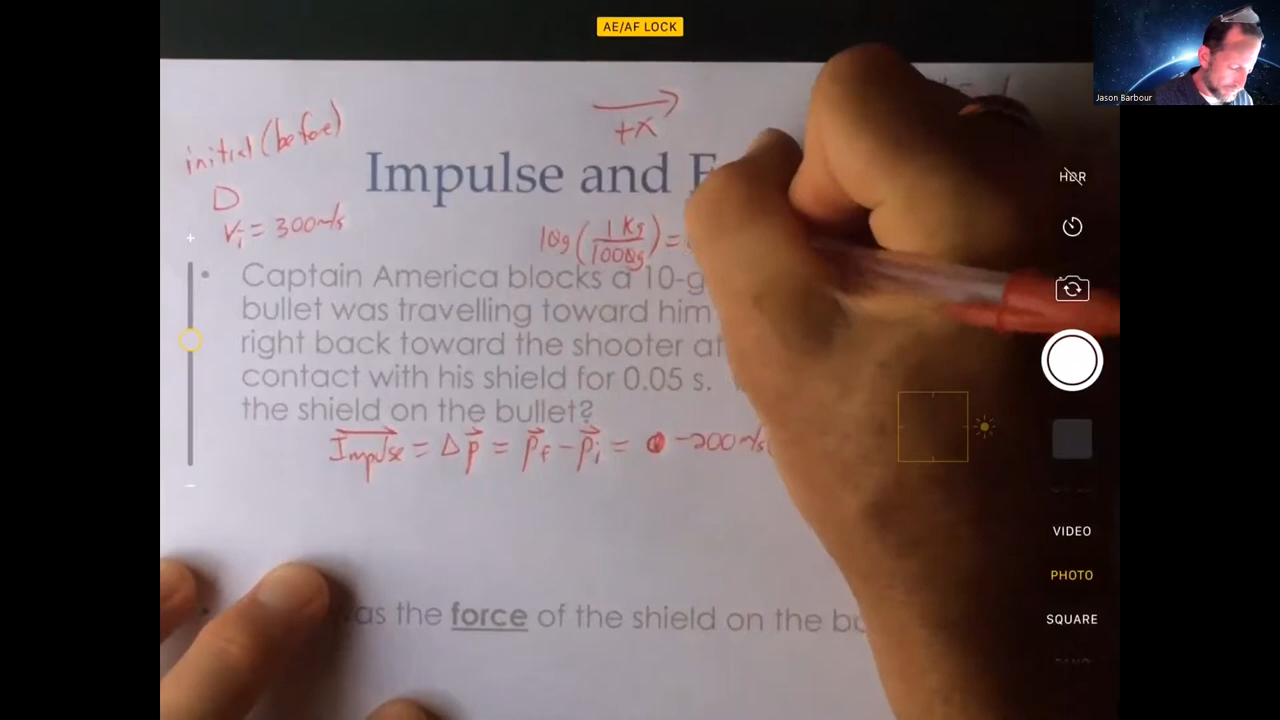 AE/AF LOCK
Jason Barbour
HDR
initial (before)
+x
Impulse and
D
Vi = 300 m/s
10g (1 Kg / 1000g) =
Captain America blocks a 10-g
bullet was travelling toward him
right back toward the shooter at
contact with his shield for 0.05 s.
the shield on the bullet?
Impulse = Δp = pf - pi = -200 m/s
as the force of the shield on the
VIDEO
PHOTO
SQUARE